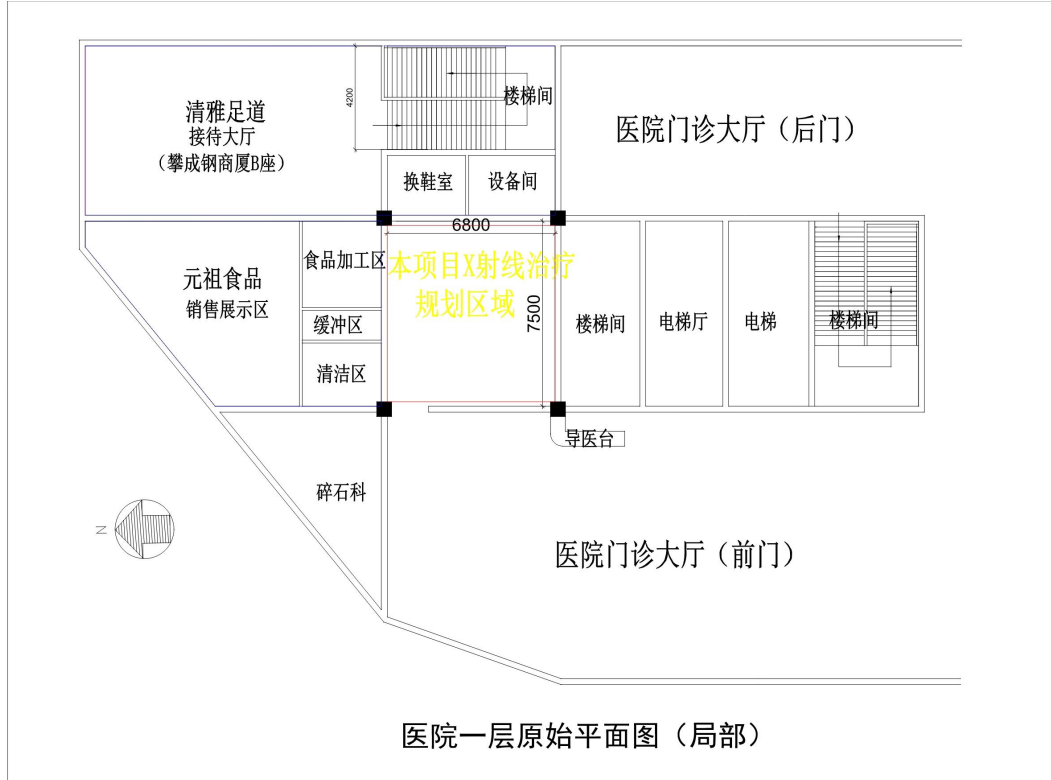 清雅足道
接待大厅
（攀成钢商厦B座）
4200
楼梯间
医院门诊大厅（后门）
换鞋室
设备间
6800
元祖食品
销售展示区
食品加工区
缓冲区
清洁区
本项目X射线治疗
规划区域
7500
楼梯间
电梯厅
电梯
楼梯间
导医台
碎石科
N
医院门诊大厅（前门）
医院一层原始平面图（局部）